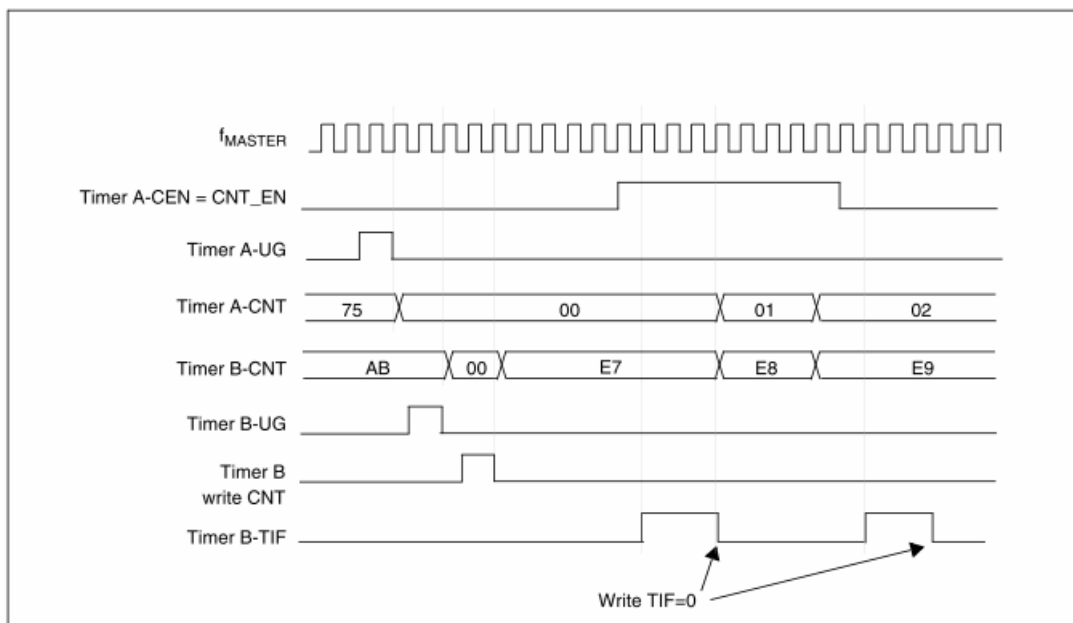 fMASTER
Timer A-CEN = CNT_EN
Timer A-UG
Timer A-CNT
75
00
01
02
Timer B-CNT
AB
00
E7
E8
E9
Timer B-UG
Timer B
write CNT
Timer B-TIF
Write TIF=0